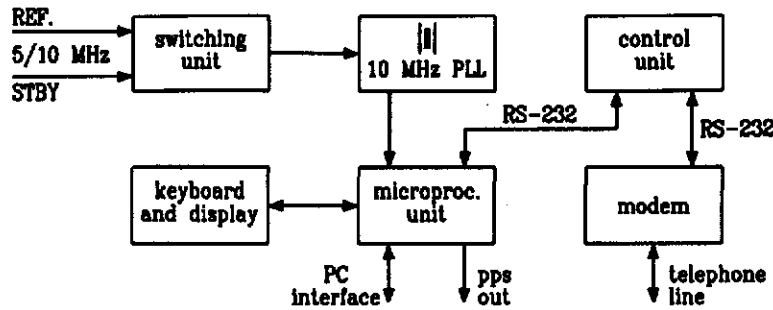 REF.
5/10 MHz
STBY
switching
unit
10 MHz PLL
control
unit
RS-232
RS-232
keyboard
and display
microproc.
unit
modem
PC
interface
pps
out
telephone
line